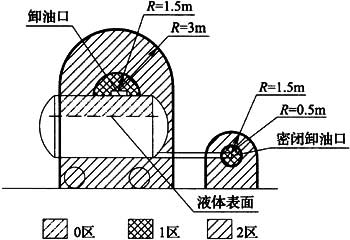 卸油口
R=1.5m
R=3m
R=1.5m
R=0.5m
密闭卸油口
液体表面
0区
1区
2区